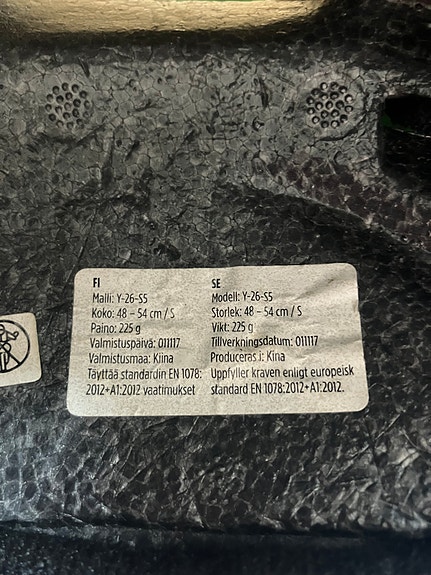 FI
Malli: Y-26-S5
Koko: 48 – 54 cm / S
Paino: 225 g
Valmistuspäivä: 011117
Valmistusmaa: Kiina
Täyttää standardin EN 1078:
2012+A1:2012 vaatimukset
SE
Modell: Y-26-S5
Storlek: 48 – 54 cm / S
Vikt: 225 g
Tillverkningsdatum: 011117
Produceras i: Kina
Uppfyller kraven enligt europeisk
standard EN 1078:2012+A1:2012.